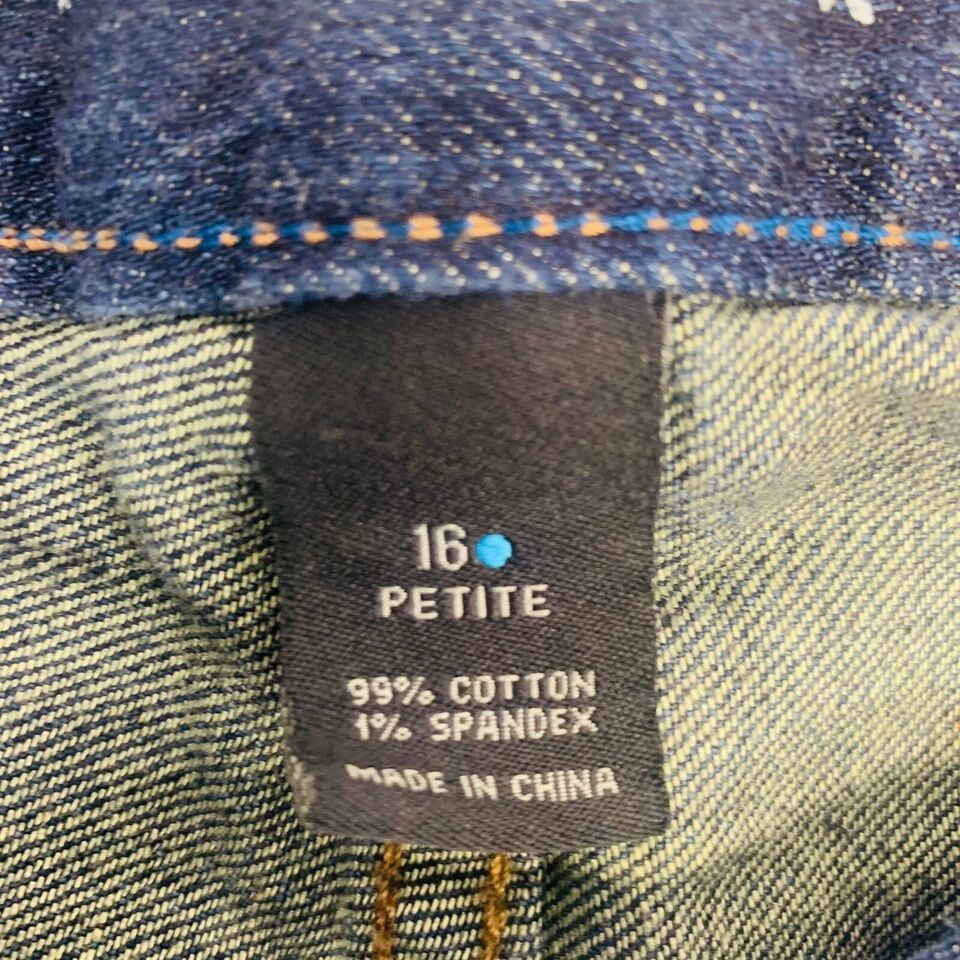 16
PETITE
99% COTTON
1% SPANDEX
MADE IN CHINA